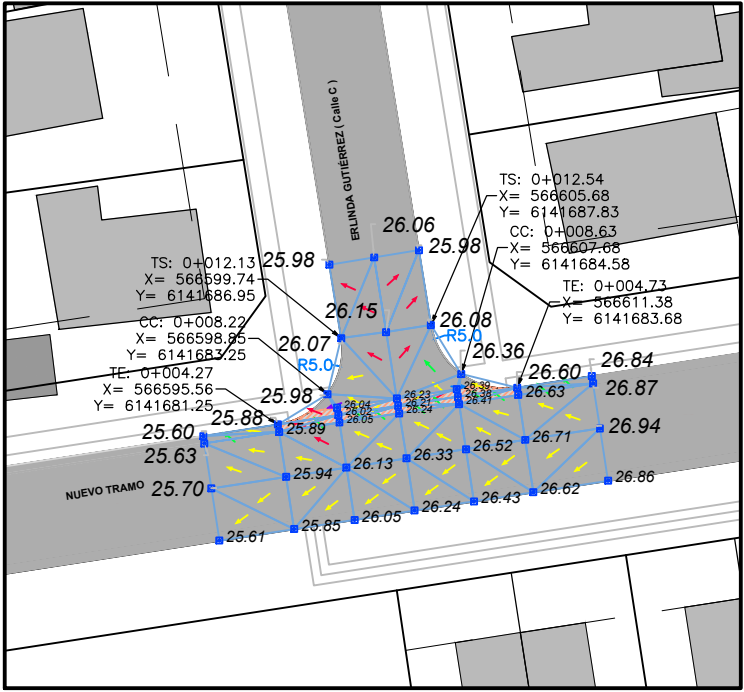 ERLINDA GUTIÉRREZ ( Calle C )
TS: 0+012.54
X= 566605.68
Y= 6141687.83
CC: 0+008.63
X= 566607.68
Y= 6141684.58
TE: 0+004.73
X= 566611.38
Y= 6141683.68
26.06
25.98
25.98
TS: 0+012.13
X= 566599.74
Y= 6141686.95
CC: 0+008.22
X= 566598.85
Y= 6141683.25
TE: 0+004.27
X= 566595.56
Y= 6141681.25
26.15
26.07
26.08
R5.0
R5.0
26.36
25.98
26.60
26.63
26.84
26.87
26.39
26.38
26.41
26.23
26.21
26.24
26.04
26.02
26.05
25.88
25.89
25.60
25.63
26.94
26.71
26.52
26.33
26.13
25.94
25.70
NUEVO TRAMO
26.86
26.62
26.43
26.24
26.05
25.85
25.61